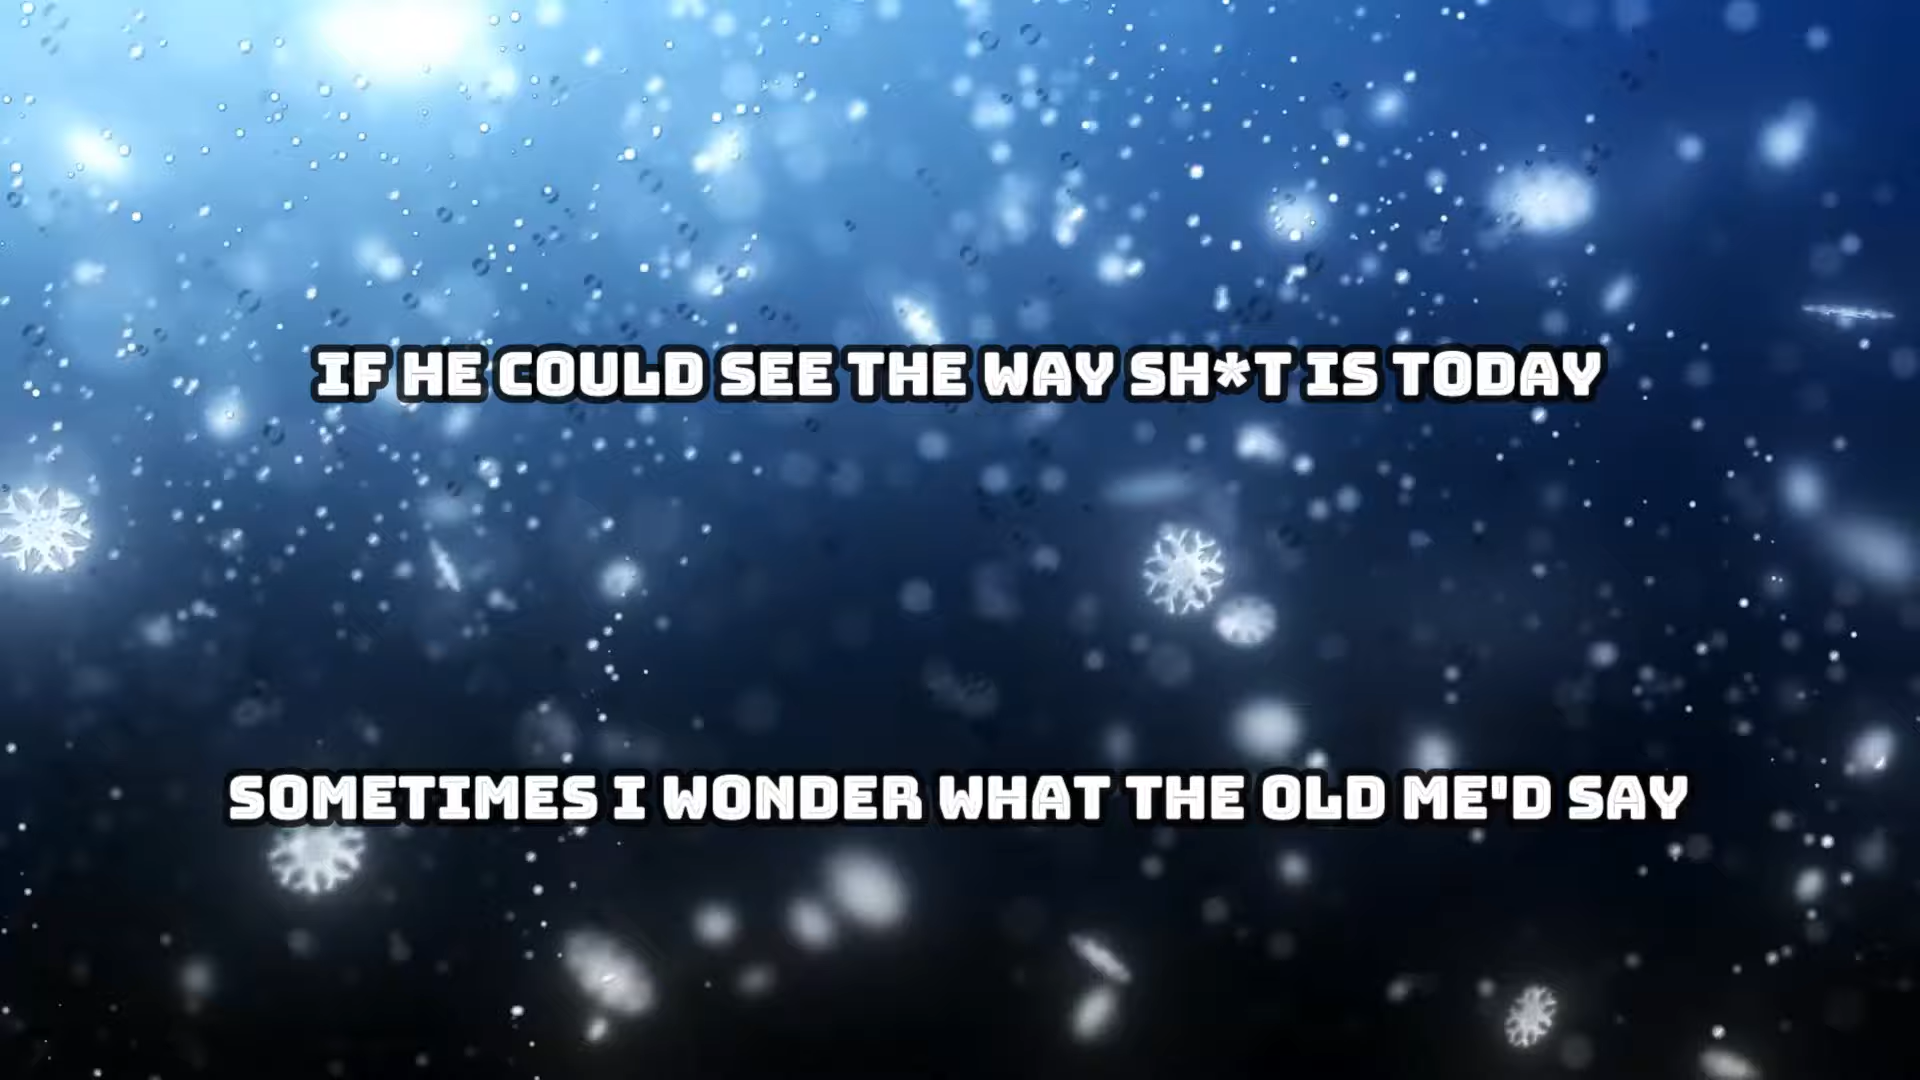 IF HE COULD SEE THE WAY SH*T IS TODAY
SOMETIMES I WONDER WHAT THE OLD ME'D SAY